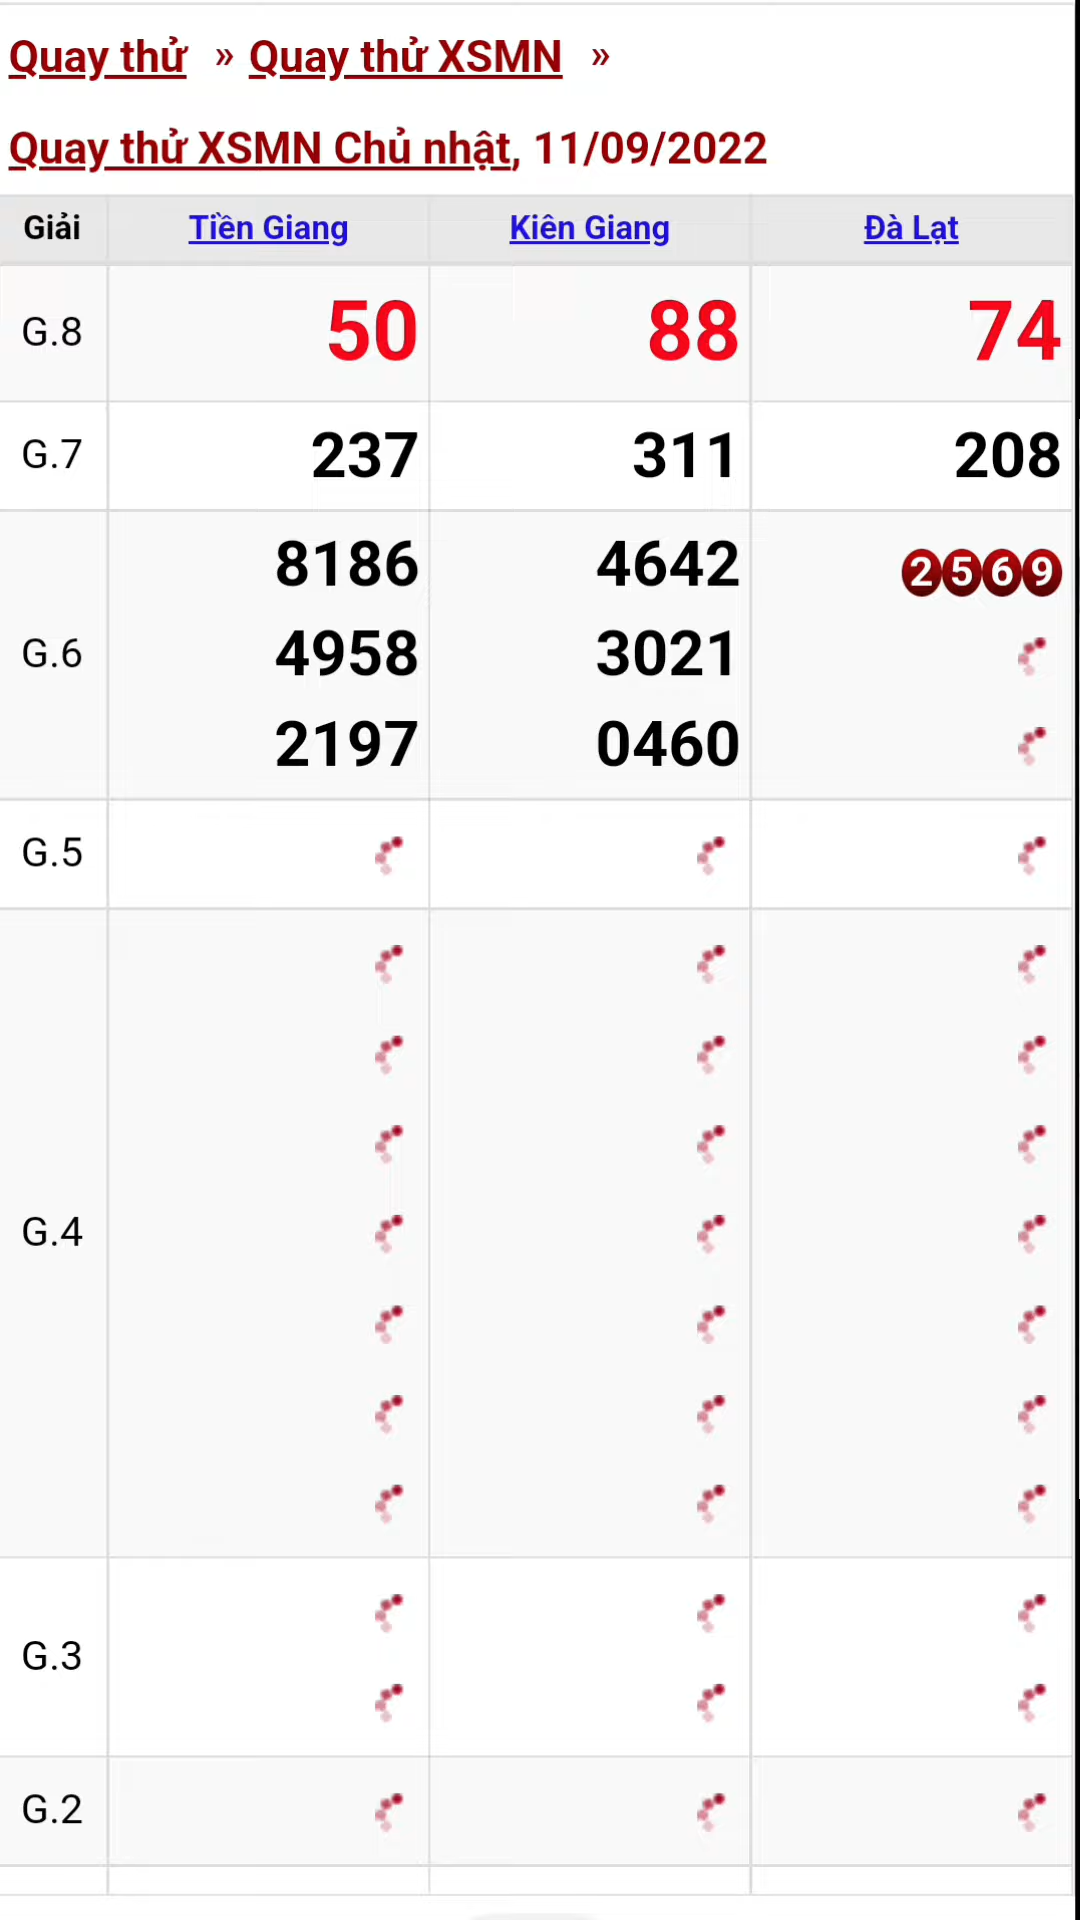 Quay thử » Quay thử XSMN »
Quay thử XSMN Chủ nhật, 11/09/2022
Giải Tiền Giang Kiên Giang Đà Lạt
G.8 50 88 74
G.7 237 311 208
8186 4642 2569
G.6 4958 3021
2197 0460
G.5
G.4
G.3
G.2